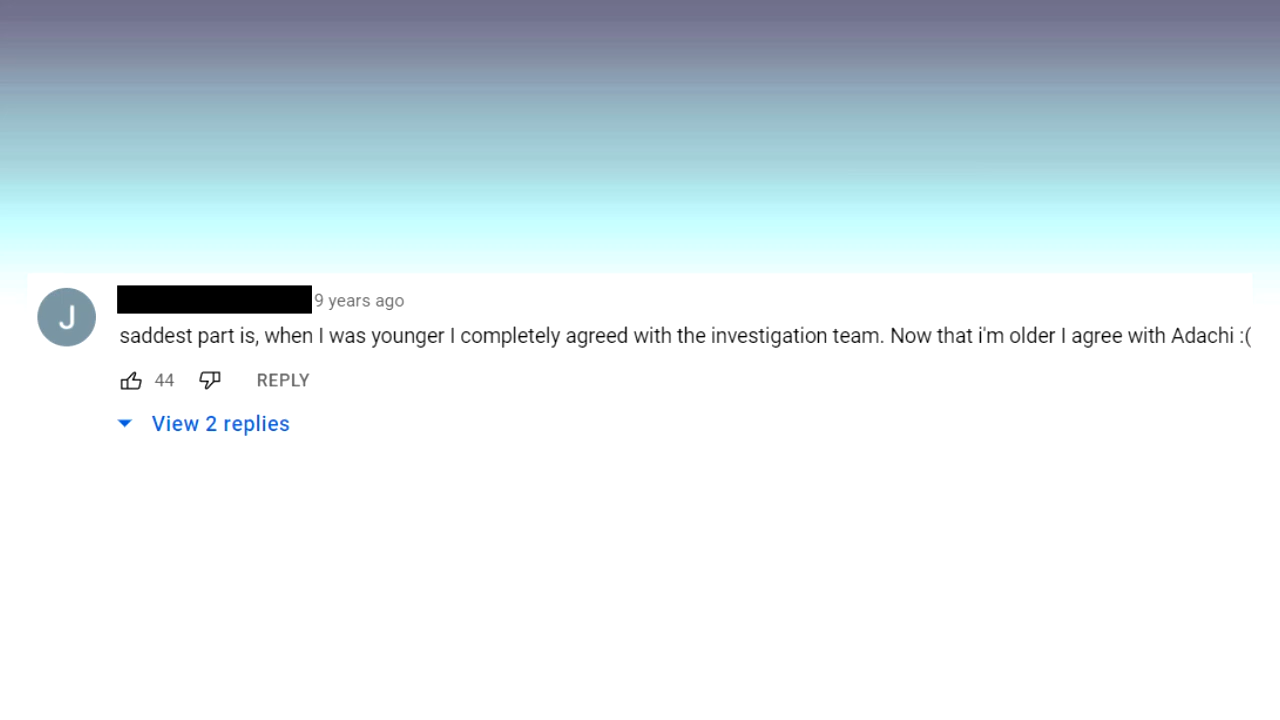 J
9 years ago
saddest part is, when I was younger I completely agreed with the investigation team. Now that i'm older I agree with Adachi :(
44
REPLY
View 2 replies